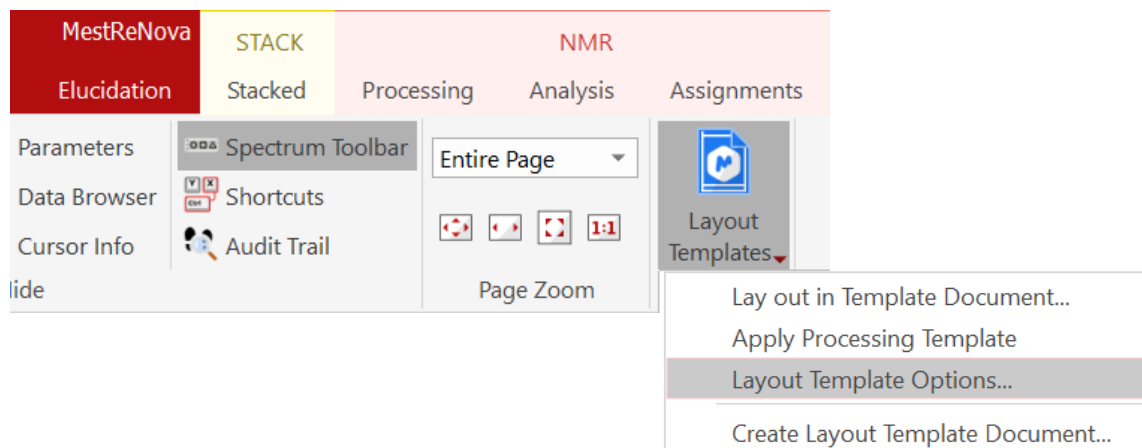 MestReNova
STACK
NMR
Elucidation
Stacked
Processing
Analysis
Assignments
Parameters
Spectrum Toolbar
Entire Page
Data Browser
Shortcuts
Cursor Info
Audit Trail
1:1
Layout
Templates
Page Zoom
Lay out in Template Document...
Apply Processing Template
Layout Template Options...
Create Layout Template Document...